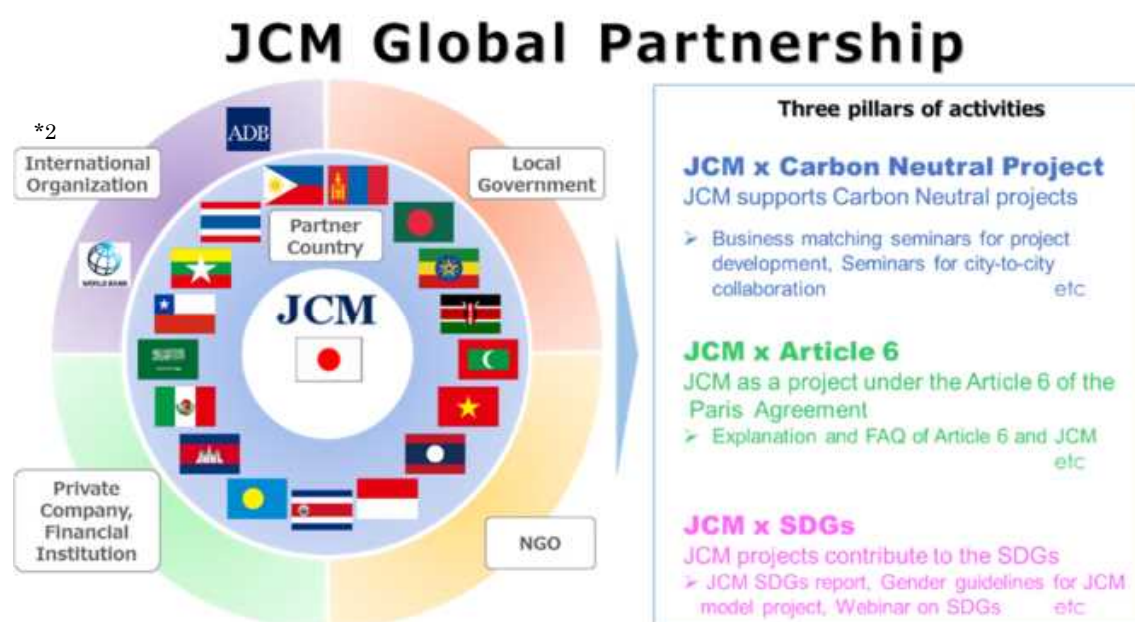 JCM Global Partnership
*2
International
Organization
ADB
Local
Government
Partner
Country
WORLD BANK
JCM
Private
Company,
Financial
Institution
NGO
Three pillars of activities
JCM x Carbon Neutral Project
JCM supports Carbon Neutral projects
➢ Business matching seminars for project
development, Seminars for city-to-city
collaboration etc
JCM x Article 6
JCM as a project under the Article 6 of the
Paris Agreement
➢ Explanation and FAQ of Article 6 and JCM
etc
JCM x SDGs
JCM projects contribute to the SDGs
➢ JCM SDGs report, Gender guidelines for JCM
model project, Webinar on SDGs etc